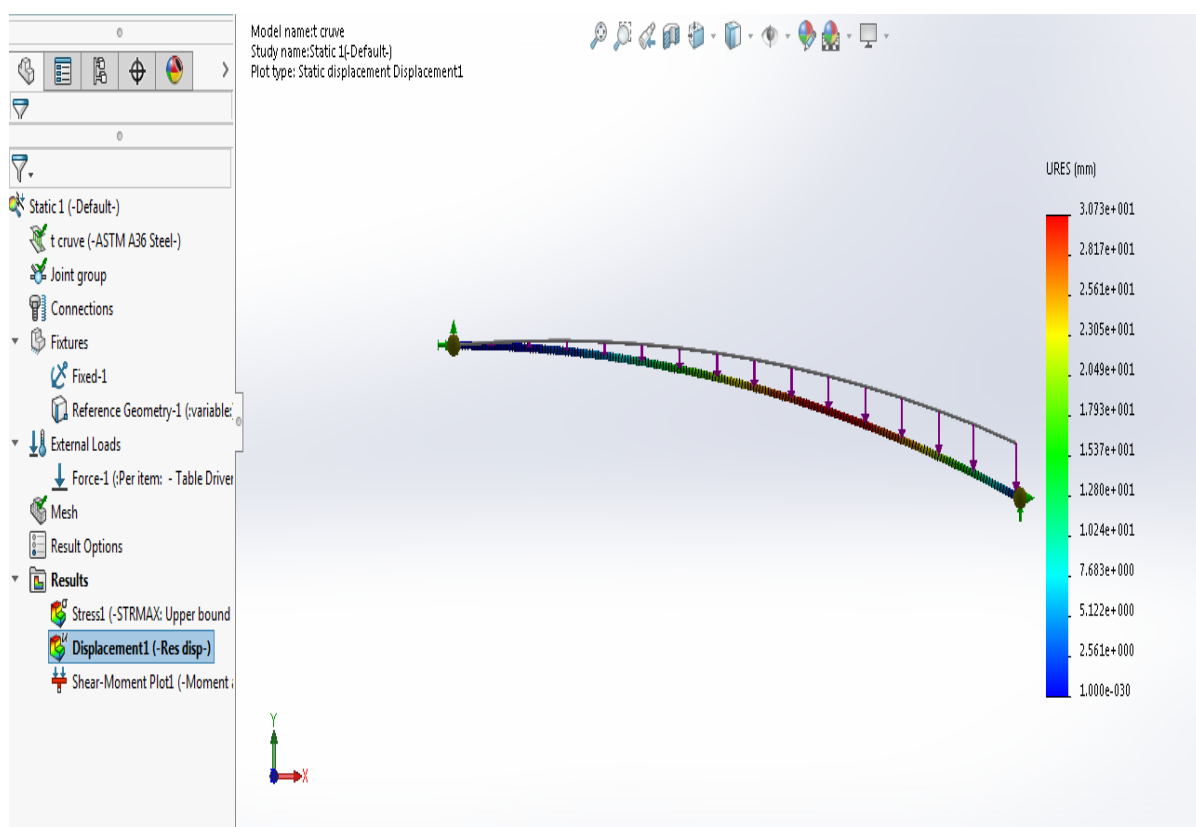 Model name:t cruve
Study name:Static 1(-Default-)
Plot type: Static displacement Displacement1
Static 1 (-Default-)
t cruve (-ASTM A36 Steel-)
Joint group
Connections
Fixtures
Fixed-1
Reference Geometry-1 (:variable:
External Loads
Force-1 (:Per item: - Table Driver
Mesh
Result Options
Results
Stress1 (-STRMAX: Upper bound
Displacement1 (-Res disp-)
Shear-Moment Plot1 (-Moment
URES (mm)
3.073e+001
2.817e+001
2.561e+001
2.305e+001
2.049e+001
1.793e+001
1.537e+001
1.280e+001
1.024e+001
7.683e+000
5.122e+000
2.561e+000
1.000e-030
Y
X